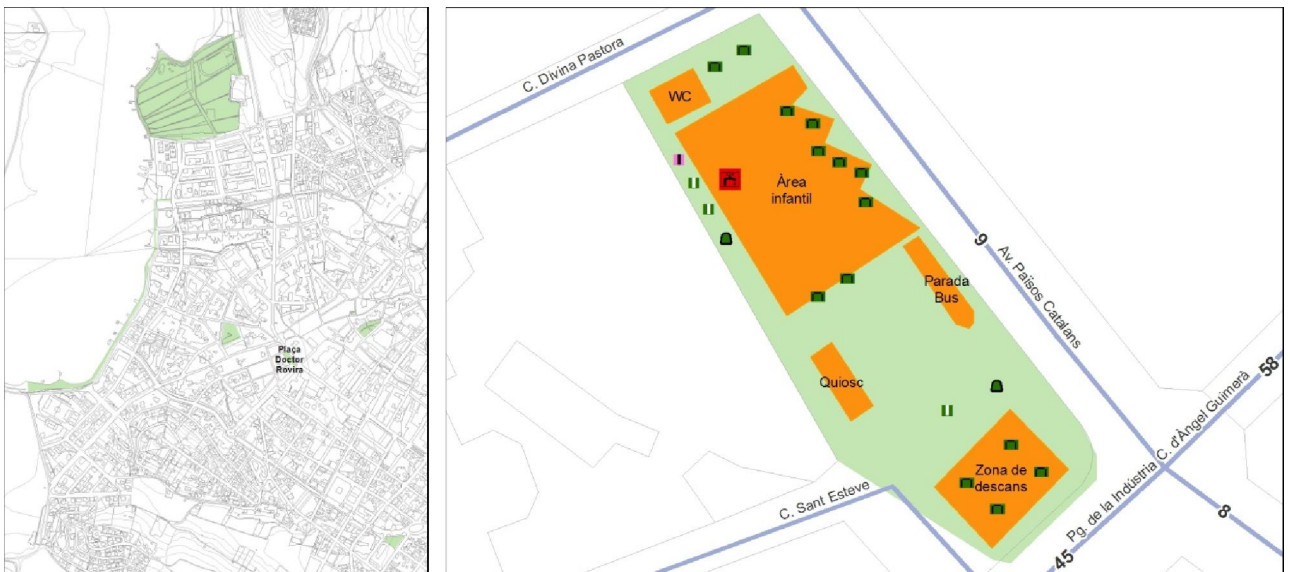 Plaça
Doctor
Rovira
C. Divina Pastora
WC
Àrea
infantil
9
Av. Països Catalans
Parada
Bus
Quiosc
58
Pg. de la Indústria C. d'Àngel Guimerà
Zona de
descans
C. Sant Esteve
8
45